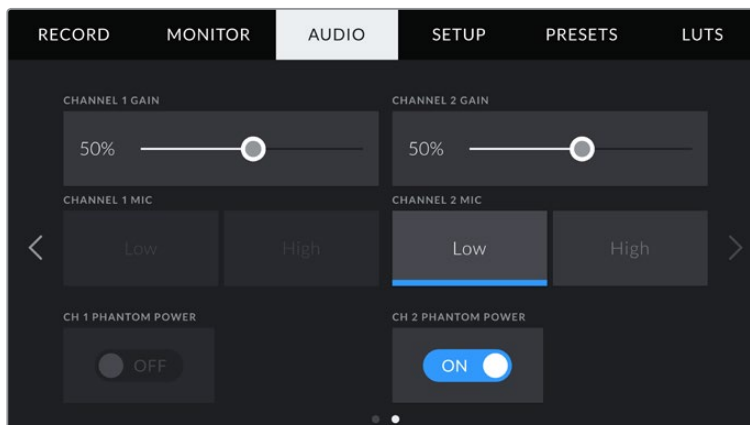 RECORD MONITOR AUDIO SETUP PRESETS LUTS
CHANNEL 1 GAIN CHANNEL 2 GAIN
50% 50%
CHANNEL 1 MIC CHANNEL 2 MIC
Low High Low High
CH 1 PHANTOM POWER CH 2 PHANTOM POWER
OFF ON